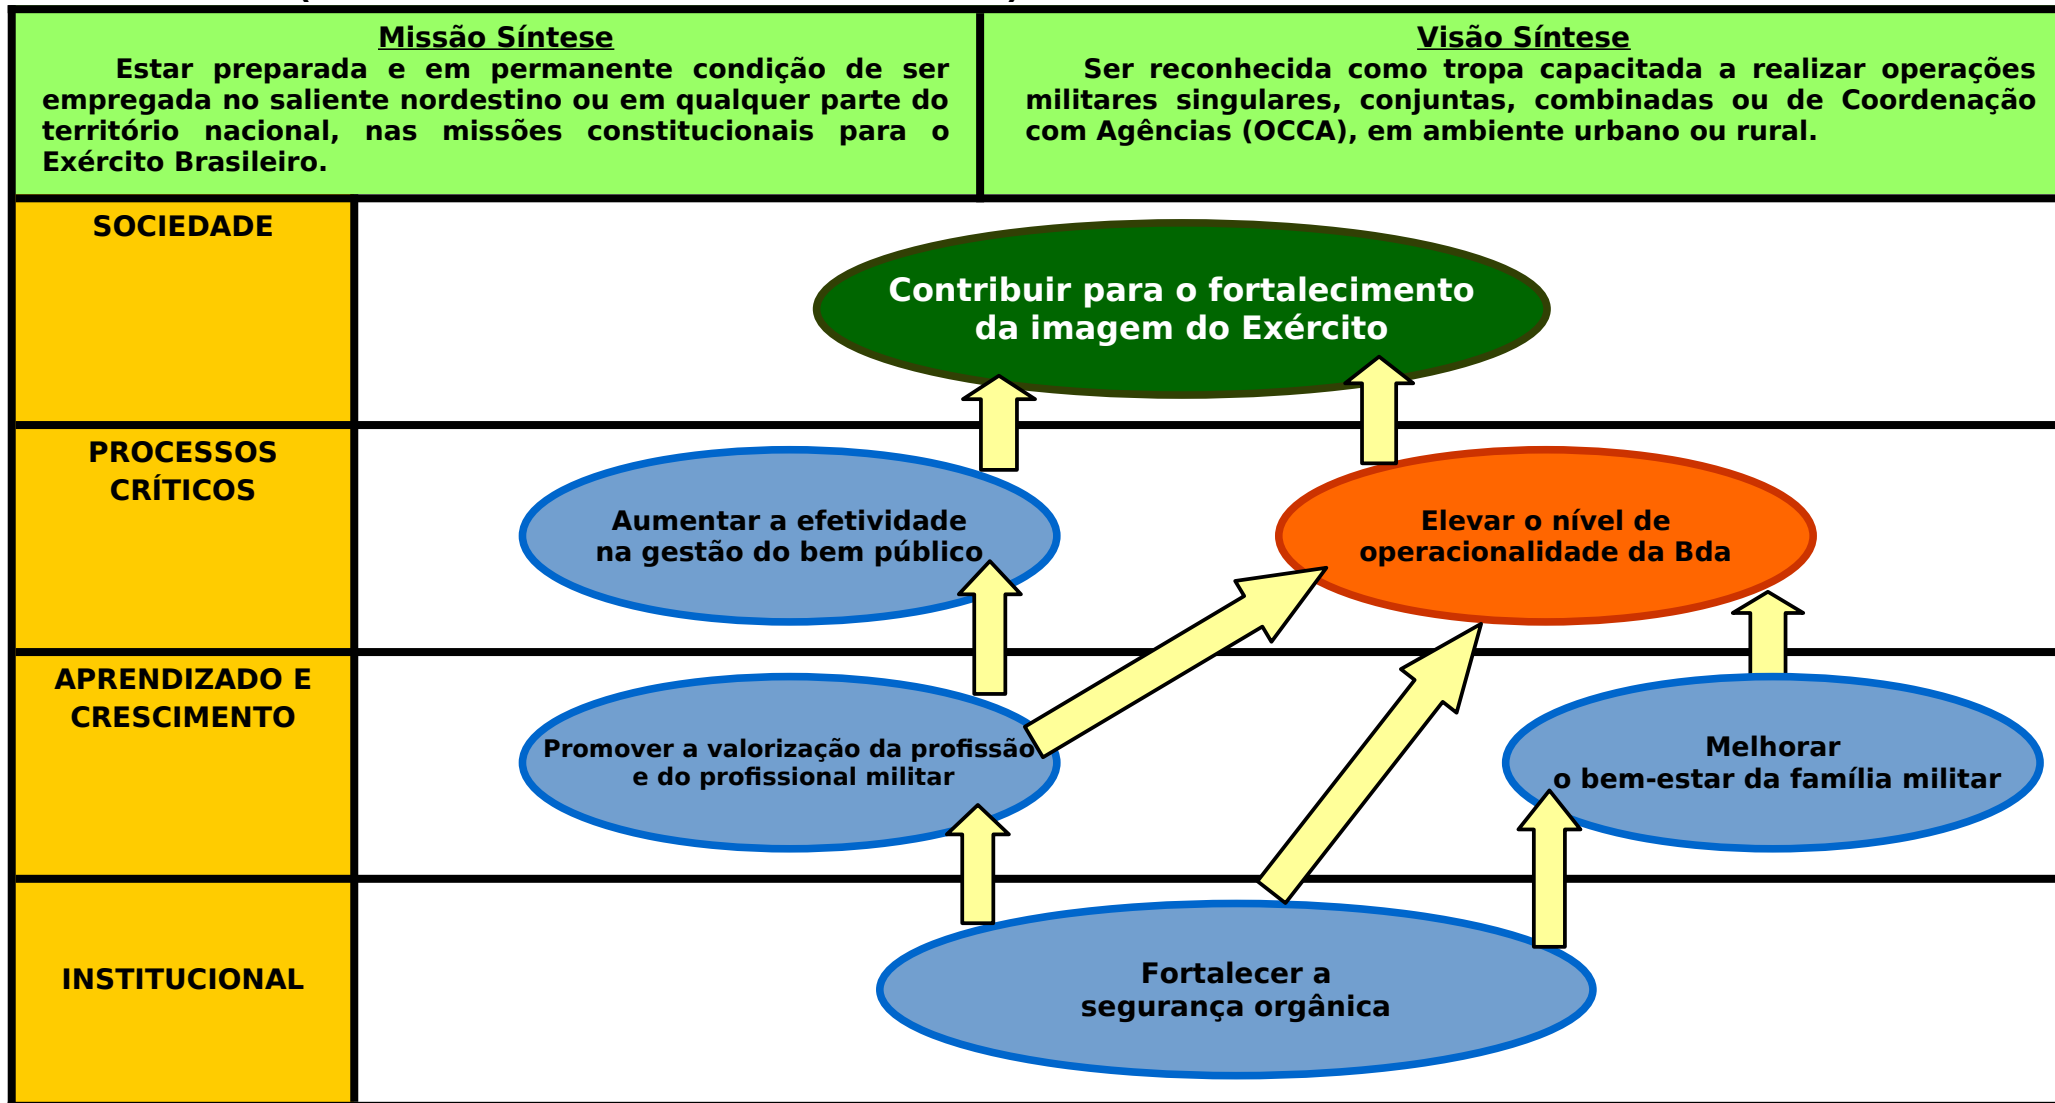 Missão Síntese
Estar preparada e em permanente condição de ser
empregada no saliente nordestino ou em qualquer parte do
território nacional, nas missões constitucionais para o
Exército Brasileiro.
Visão Síntese
Ser reconhecida como tropa capacitada a realizar operações
militares singulares, conjuntas, combinadas ou de Coordenação
com Agências (OCCA), em ambiente urbano ou rural.
SOCIEDADE
Contribuir para o fortalecimento
da imagem do Exército
PROCESSOS
CRÍTICOS
Aumentar a efetividade
na gestão do bem público
Elevar o nível de
operacionalidade da Bda
APRENDIZADO E
CRESCIMENTO
Promover a valorização da profissão
e do profissional militar
Melhorar
o bem-estar da família militar
INSTITUCIONAL
Fortalecer a
segurança orgânica